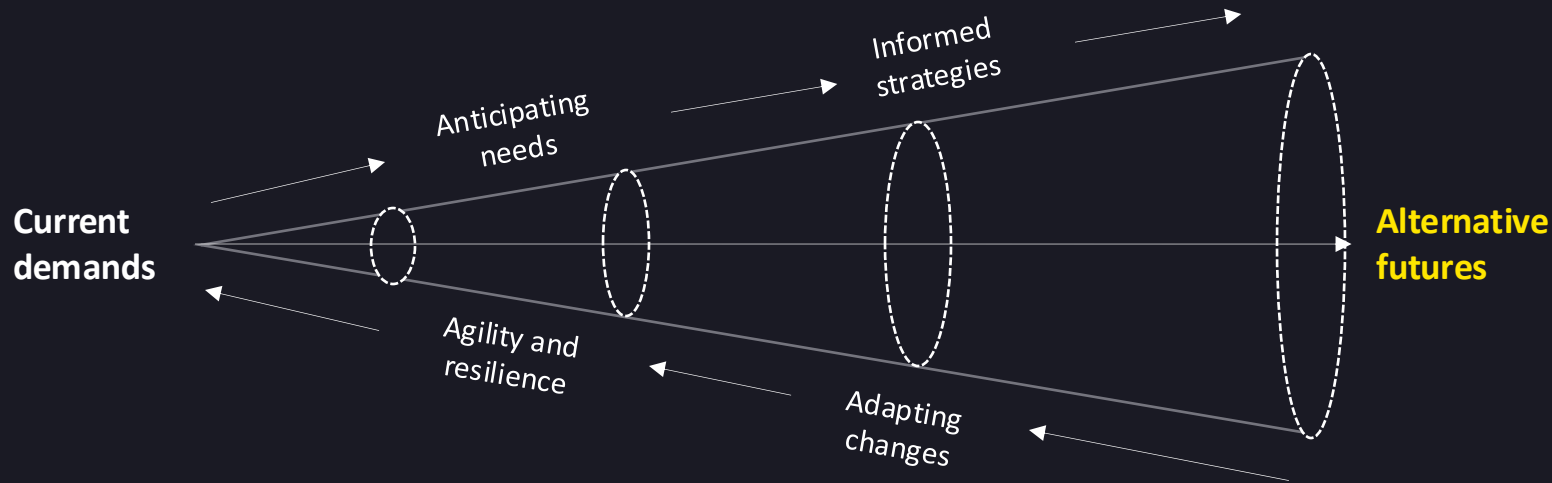 Informed
strategies
Anticipating
needs
Current
demands
Alternative
futures
Agility and
resilience
Adapting
changes